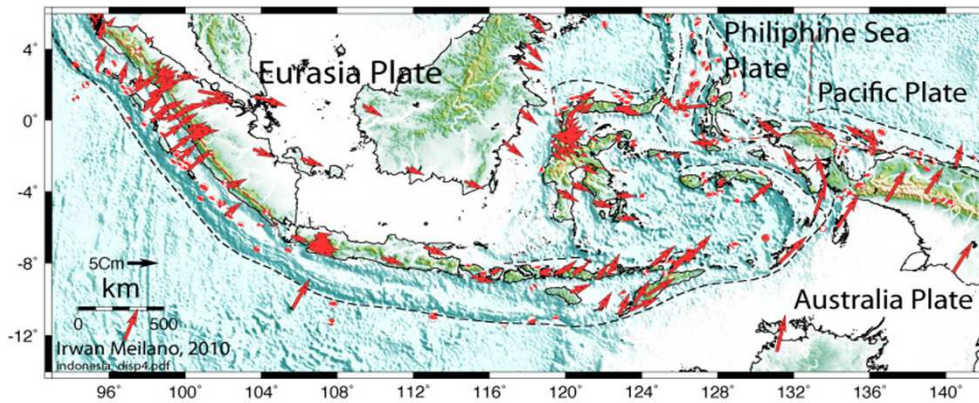 4°
0°
-4°
-8°
-12°
Eurasia Plate
Philiphine Sea
Plate
Pacific Plate
Australia Plate
5Cm
km
0
500
Irwan Meilano, 2010
Indonesia_disp4.pdf
96
100
104
108
112
116
120
124
128
132
136
140